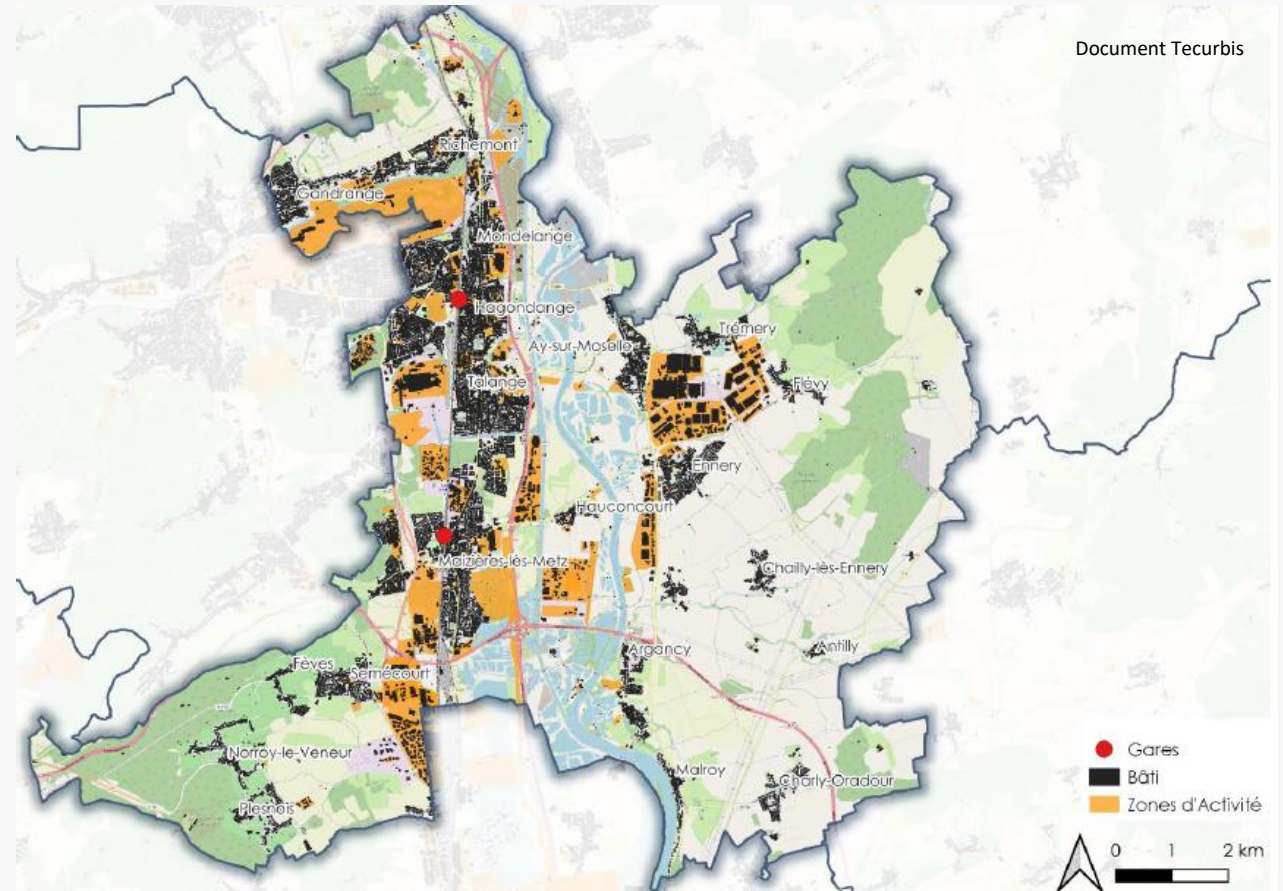 Document Tecurbis
Richemont
Gandrange
Mondelange
Hagondange
Trémery
Ay-sur-Moselle
Talange
Flévy
Ennery
Hauconcourt
Maizières-lès-Metz
Chailly-lès-Ennery
Argancy
Antilly
Fèves
Semécourt
Norroy-le-Veneur
Malroy
Charly-Oradour
Plesnois
Gares
Bâti
Zones d'Activité
0 1 2 km